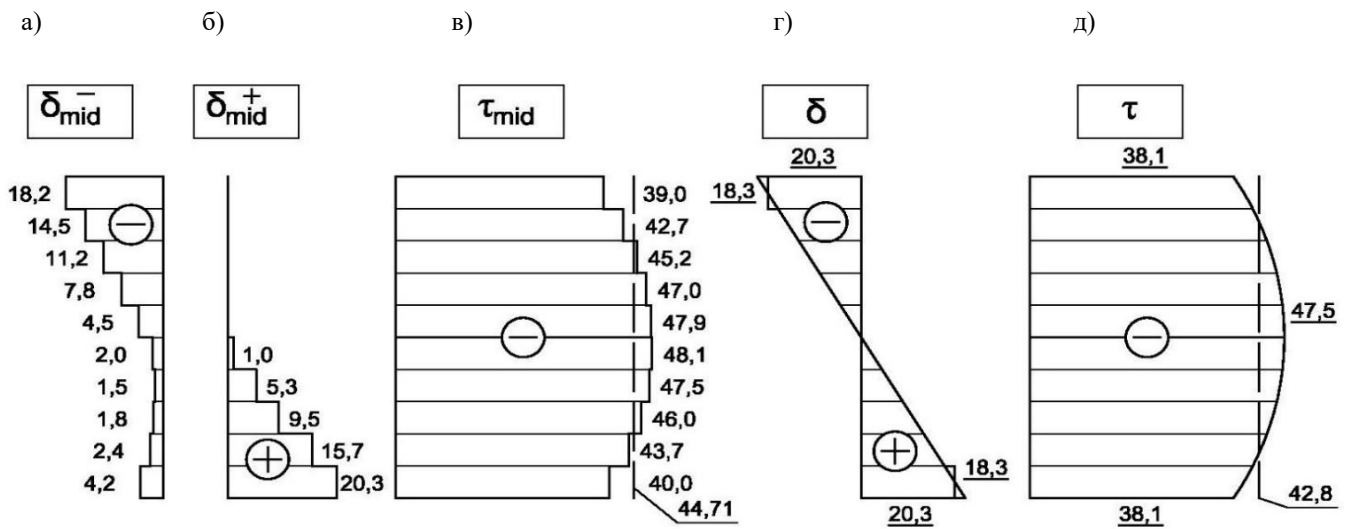 а) б) в) г) д)
δ‾mid δ⁺mid τmid δ τ
20,3 38,1
18,2 39,0 18,3
14,5 42,7
11,2 45,2
7,8 47,0
4,5 47,9 47,5
2,0 1,0 48,1
1,5 5,3 47,5
1,8 9,5 46,0
2,4 15,7 43,7 18,3
4,2 20,3 40,0
44,71 20,3 38,1 42,8